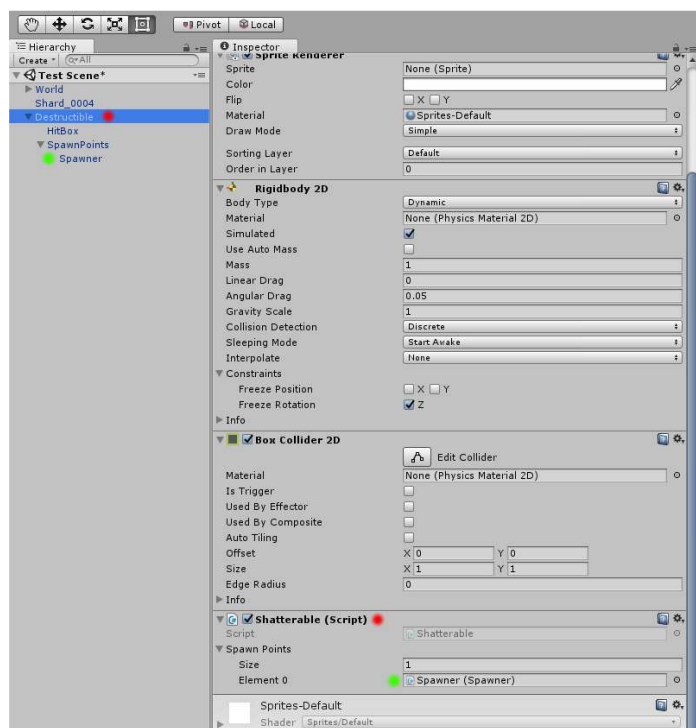 Pivot Local
Hierarchy
Create All
Test Scene*
World
Shard_0004
Destructible
HitBox
SpawnPoints
Spawner
Inspector
Sprite Renderer
Sprite None (Sprite)
Color
Flip X Y
Material Sprites-Default
Draw Mode Simple
Sorting Layer Default
Order in Layer 0
Rigidbody 2D
Body Type Dynamic
Material None (Physics Material 2D)
Simulated
Use Auto Mass
Mass 1
Linear Drag 0
Angular Drag 0.05
Gravity Scale 1
Collision Detection Discrete
Sleeping Mode Start Awake
Interpolate None
Constraints
Freeze Position X Y
Freeze Rotation Z
Info
Box Collider 2D
Edit Collider
Material None (Physics Material 2D)
Is Trigger
Used By Effector
Used By Composite
Auto Tiling
Offset X 0 Y 0
Size X 1 Y 1
Edge Radius 0
Info
Shatterable (Script)
Script Shatterable
Spawn Points
Size 1
Element 0 Spawner (Spawner)
Sprites-Default
Shader Sprites/Default